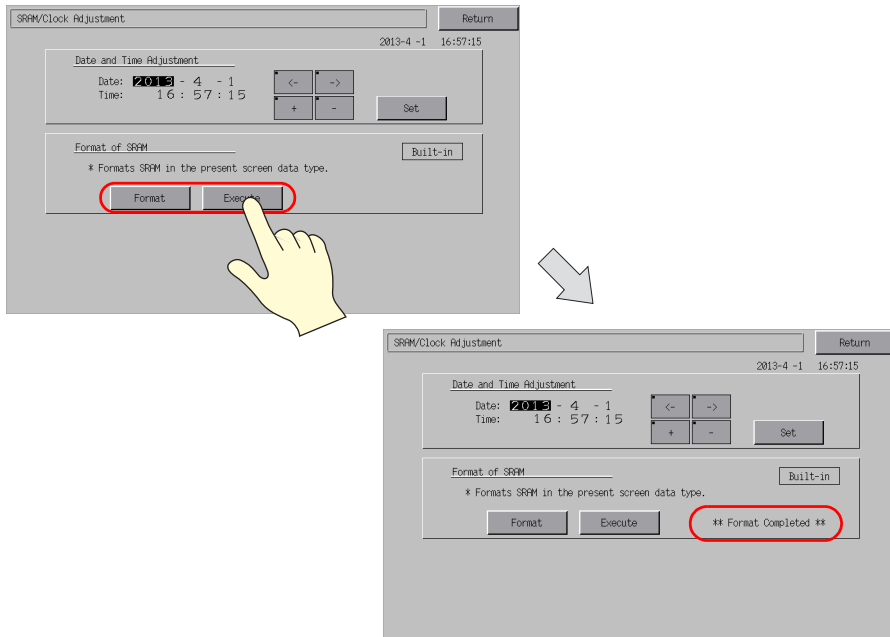 SRAM/Clock Adjustment
Return
2013-4 -1 16:57:15
Date and Time Adjustment
Date: 2013 - 4 - 1
<- ->
Time: 16 : 57 : 15
+ -
Set
Format of SRAM
Built-in
* Formats SRAM in the present screen data type.
Format Execute
SRAM/Clock Adjustment
Return
2013-4 -1 16:57:15
Date and Time Adjustment
Date: 2013 - 4 - 1
<- ->
Time: 16 : 57 : 15
+ -
Set
Format of SRAM
Built-in
* Formats SRAM in the present screen data type.
Format Execute ** Format Completed **